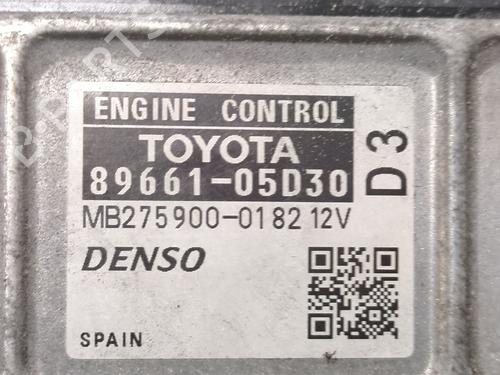 ENGINE CONTROL
TOYOTA
89661-05D30
D3
MB275900-0182 12V
DENSO
SPAIN